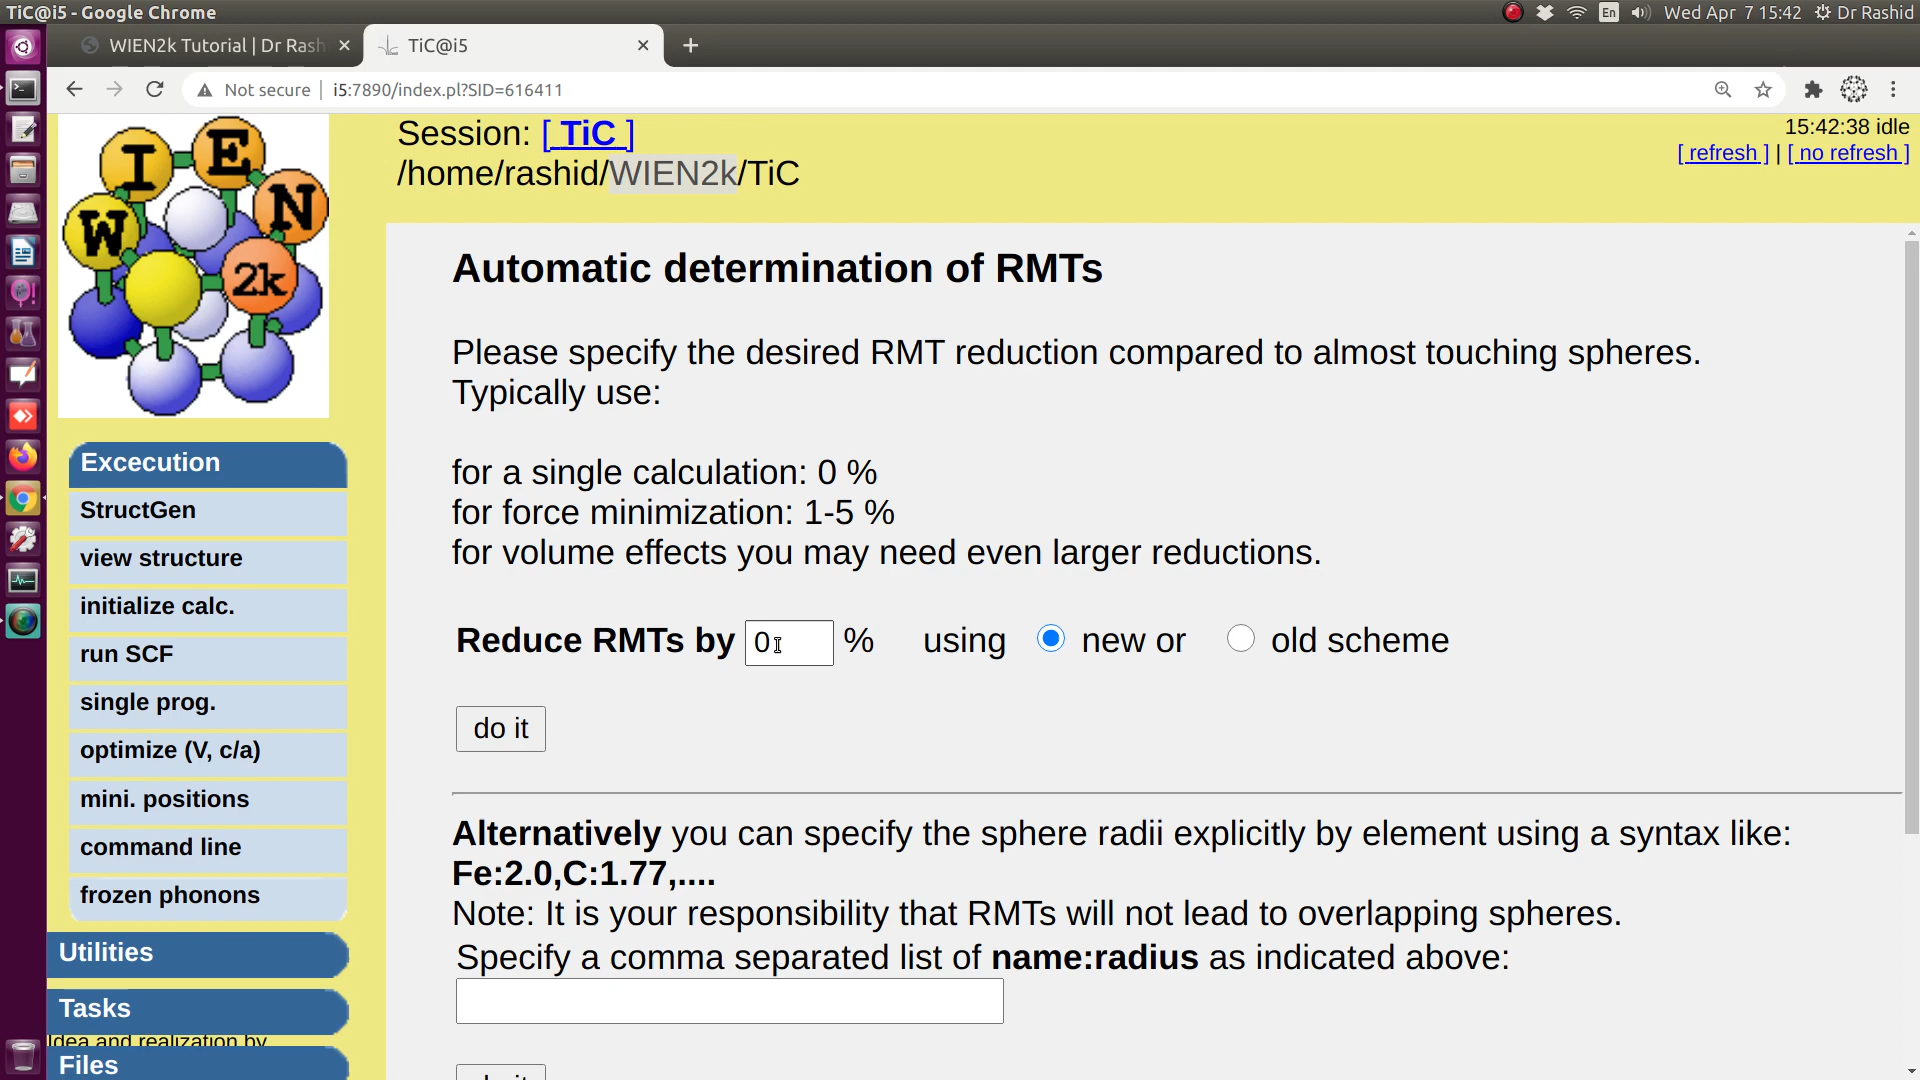 TiC@i5 - Google Chrome
En
Wed Apr 7 15:42
Dr Rashid
WIEN2k Tutorial | Dr Rash
TiC@i5
Not secure
i5:7890/index.pl?SID=616411
W I E N 2k
Session: [ TiC ]
/home/rashid/WIEN2k/TiC
15:42:38 idle
[ refresh ] | [ no refresh ]
Excecution
StructGen
view structure
initialize calc.
run SCF
single prog.
optimize (V, c/a)
mini. positions
command line
frozen phonons
Utilities
Tasks
Idea and realization by
Files
Automatic determination of RMTs
Please specify the desired RMT reduction compared to almost touching spheres.
Typically use:
for a single calculation: 0 %
for force minimization: 1-5 %
for volume effects you may need even larger reductions.
Reduce RMTs by 0 % using new or old scheme
do it
Alternatively you can specify the sphere radii explicitly by element using a syntax like:
Fe:2.0,C:1.77,....
Note: It is your responsibility that RMTs will not lead to overlapping spheres.
Specify a comma separated list of name:radius as indicated above:
do it